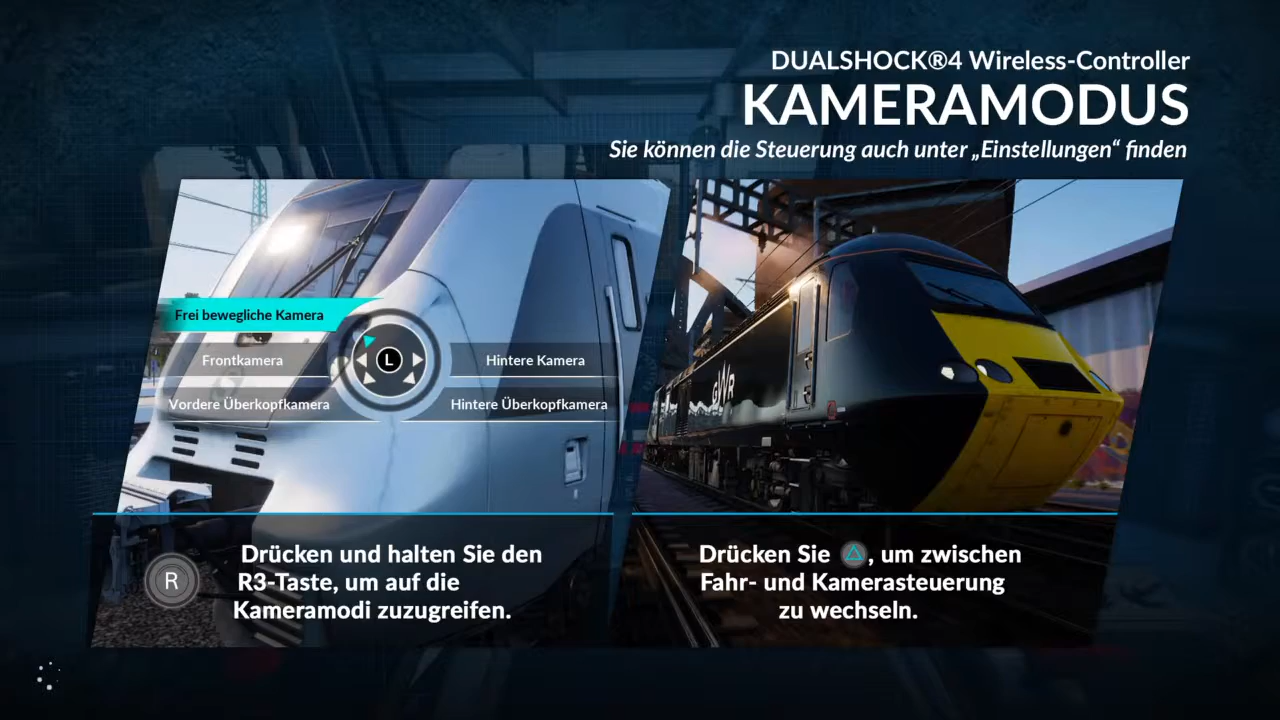 DUALSHOCK®4 Wireless-Controller
KAMERAMODUS
Sie können die Steuerung auch unter „Einstellungen“ finden
Frei bewegliche Kamera
Frontkamera
Vordere Überkopfkamera
L
Hintere Kamera
Hintere Überkopfkamera
GWR
R
Drücken und halten Sie den
R3-Taste, um auf die
Kameramodi zuzugreifen.
Drücken Sie , um zwischen
Fahr- und Kamerasteuerung
zu wechseln.